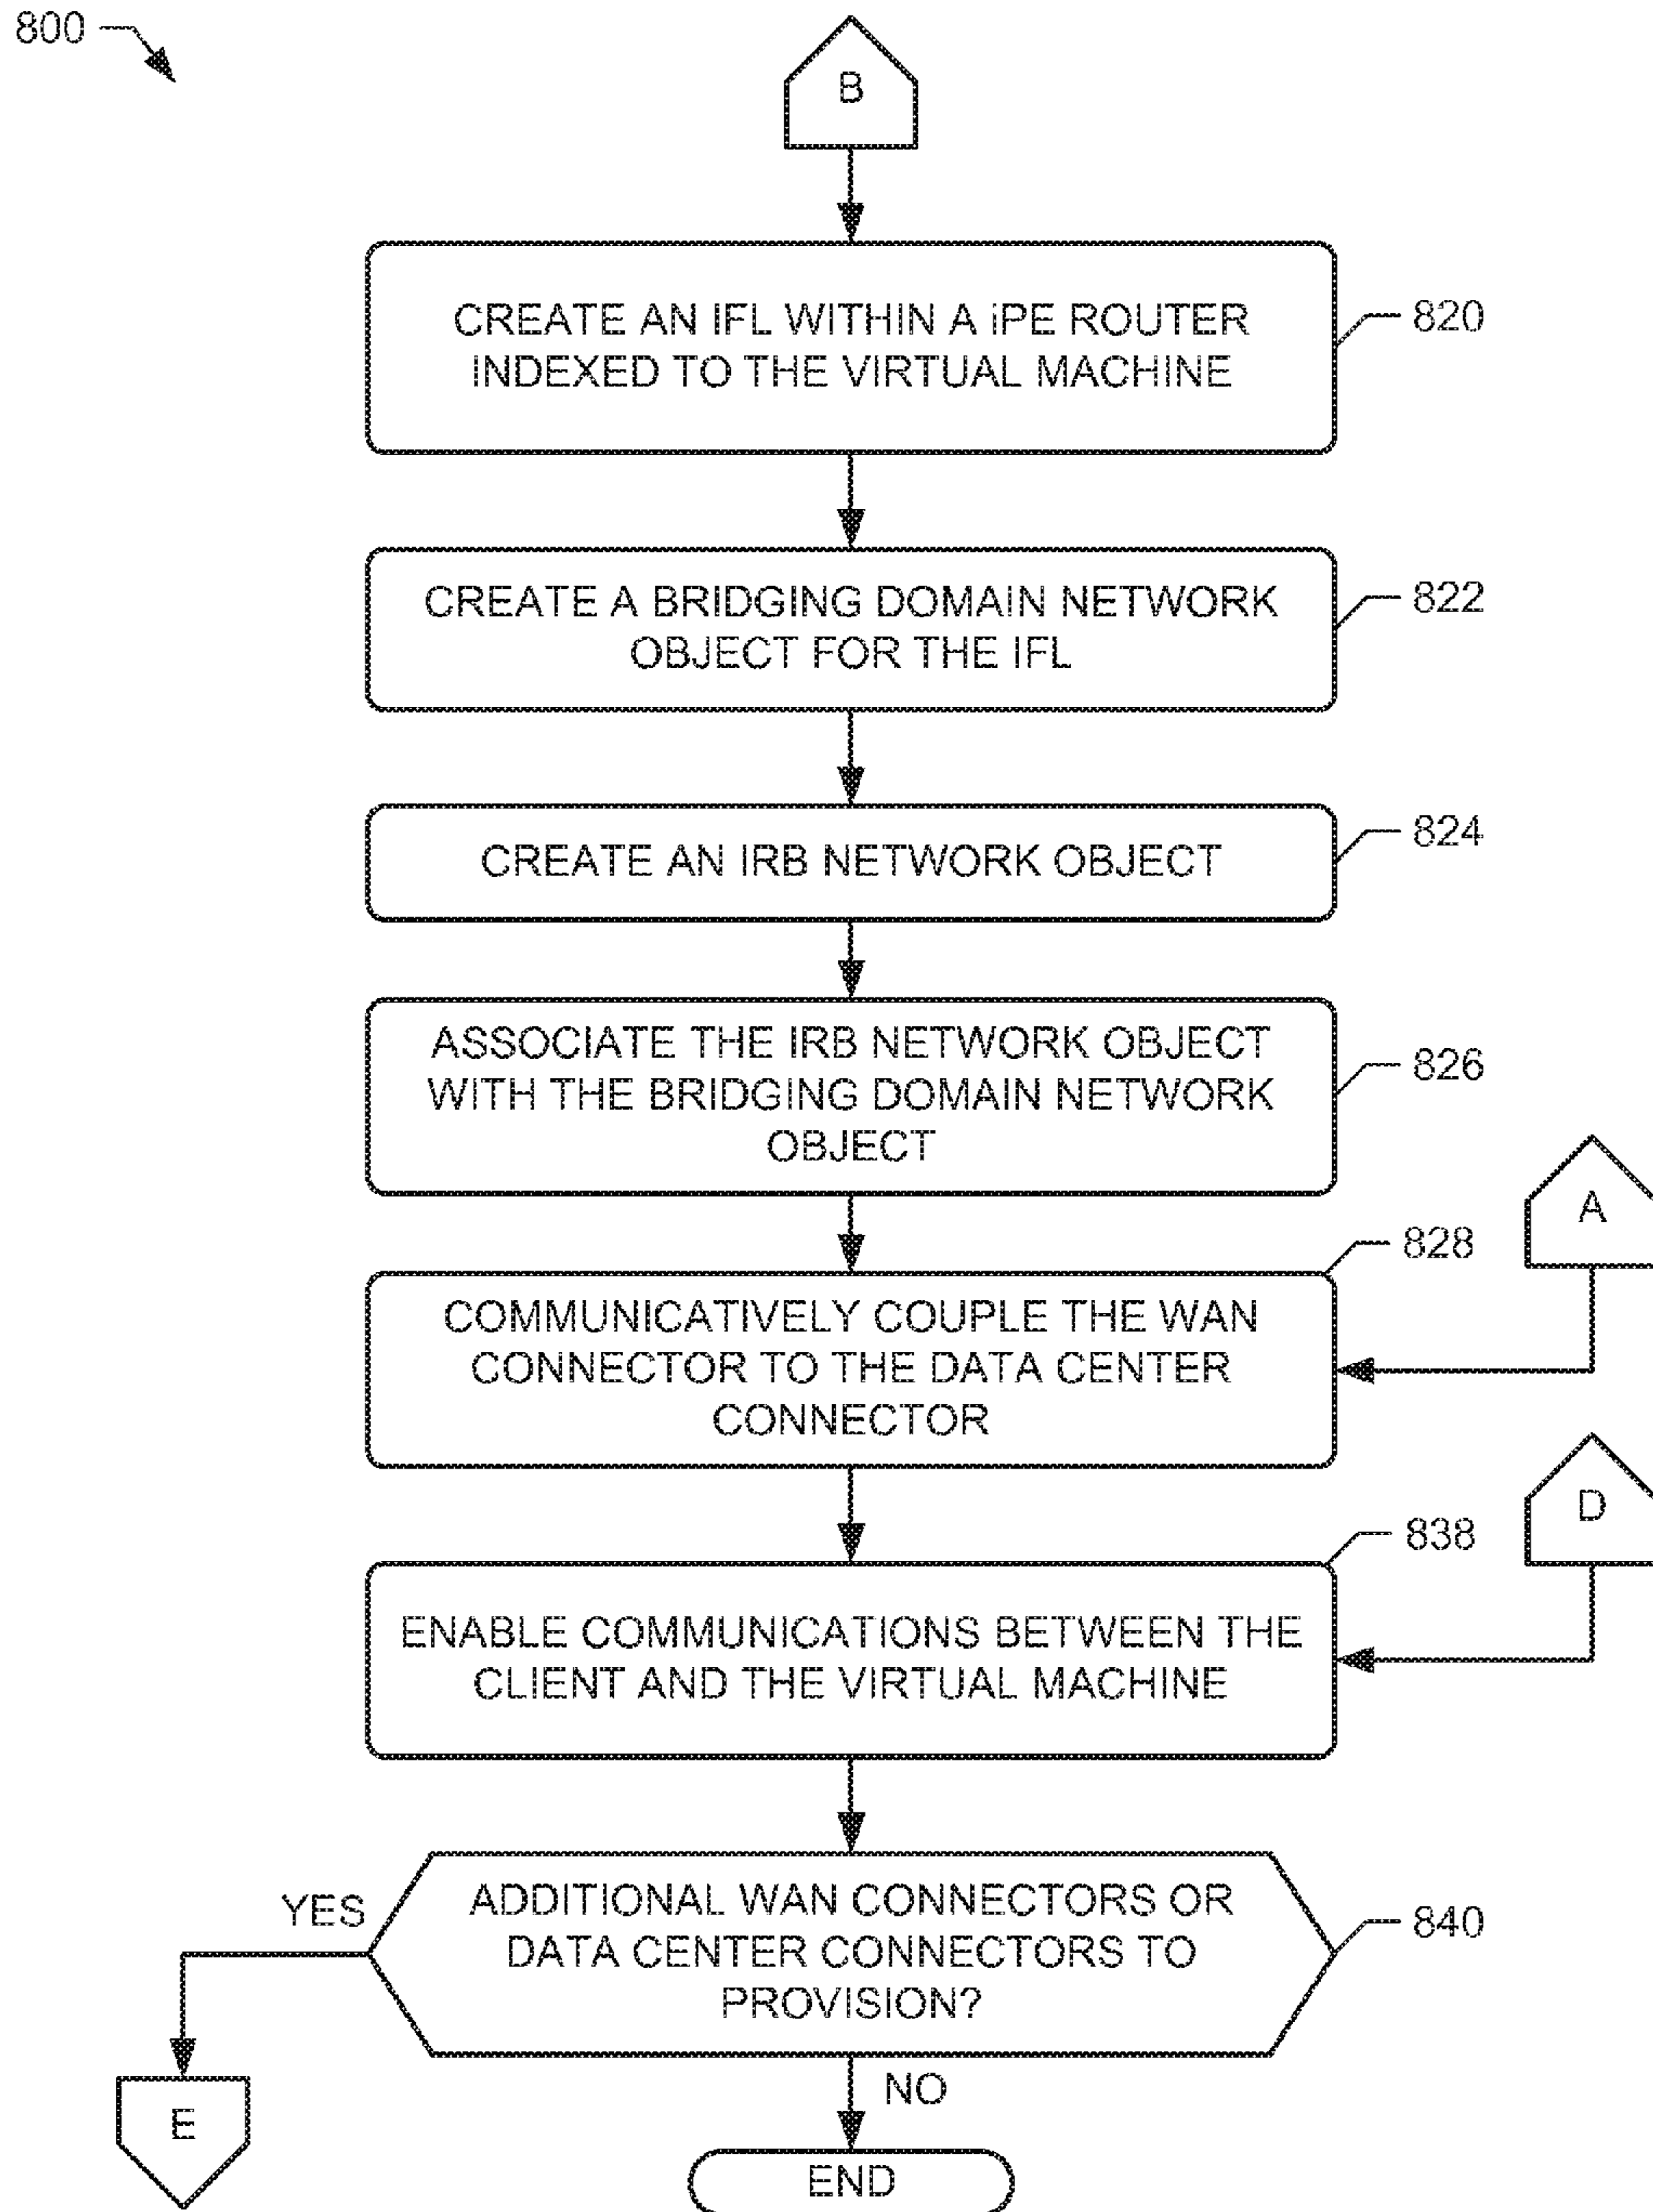 800
B
CREATE AN IFL WITHIN A iPE ROUTER
INDEXED TO THE VIRTUAL MACHINE
820
CREATE A BRIDGING DOMAIN NETWORK
OBJECT FOR THE IFL
822
CREATE AN IRB NETWORK OBJECT
824
ASSOCIATE THE IRB NETWORK OBJECT
WITH THE BRIDGING DOMAIN NETWORK
OBJECT
826
A
828
COMMUNICATIVELY COUPLE THE WAN
CONNECTOR TO THE DATA CENTER
CONNECTOR
D
838
ENABLE COMMUNICATIONS BETWEEN THE
CLIENT AND THE VIRTUAL MACHINE
YES
ADDITIONAL WAN CONNECTORS OR
DATA CENTER CONNECTORS TO
PROVISION?
840
NO
E
END